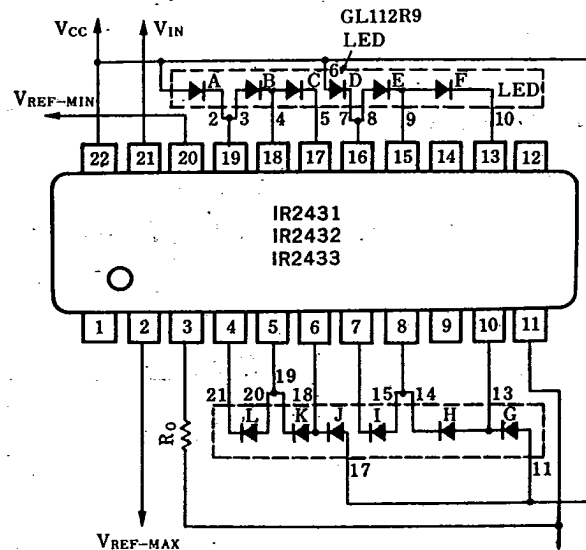 GL112R9
LED
VCC VIN
6
A B C D E F LED
VREF-MIN
2 3 4 5 7 8 9 10
22 21 20 19 18 17 16 15 14 13 12
IR2431
IR2432
IR2433
1 2 3 4 5 6 7 8 9 10 11
19
21 20 18 15 14 13
L K J I H G
R0
17 11
VREF-MAX